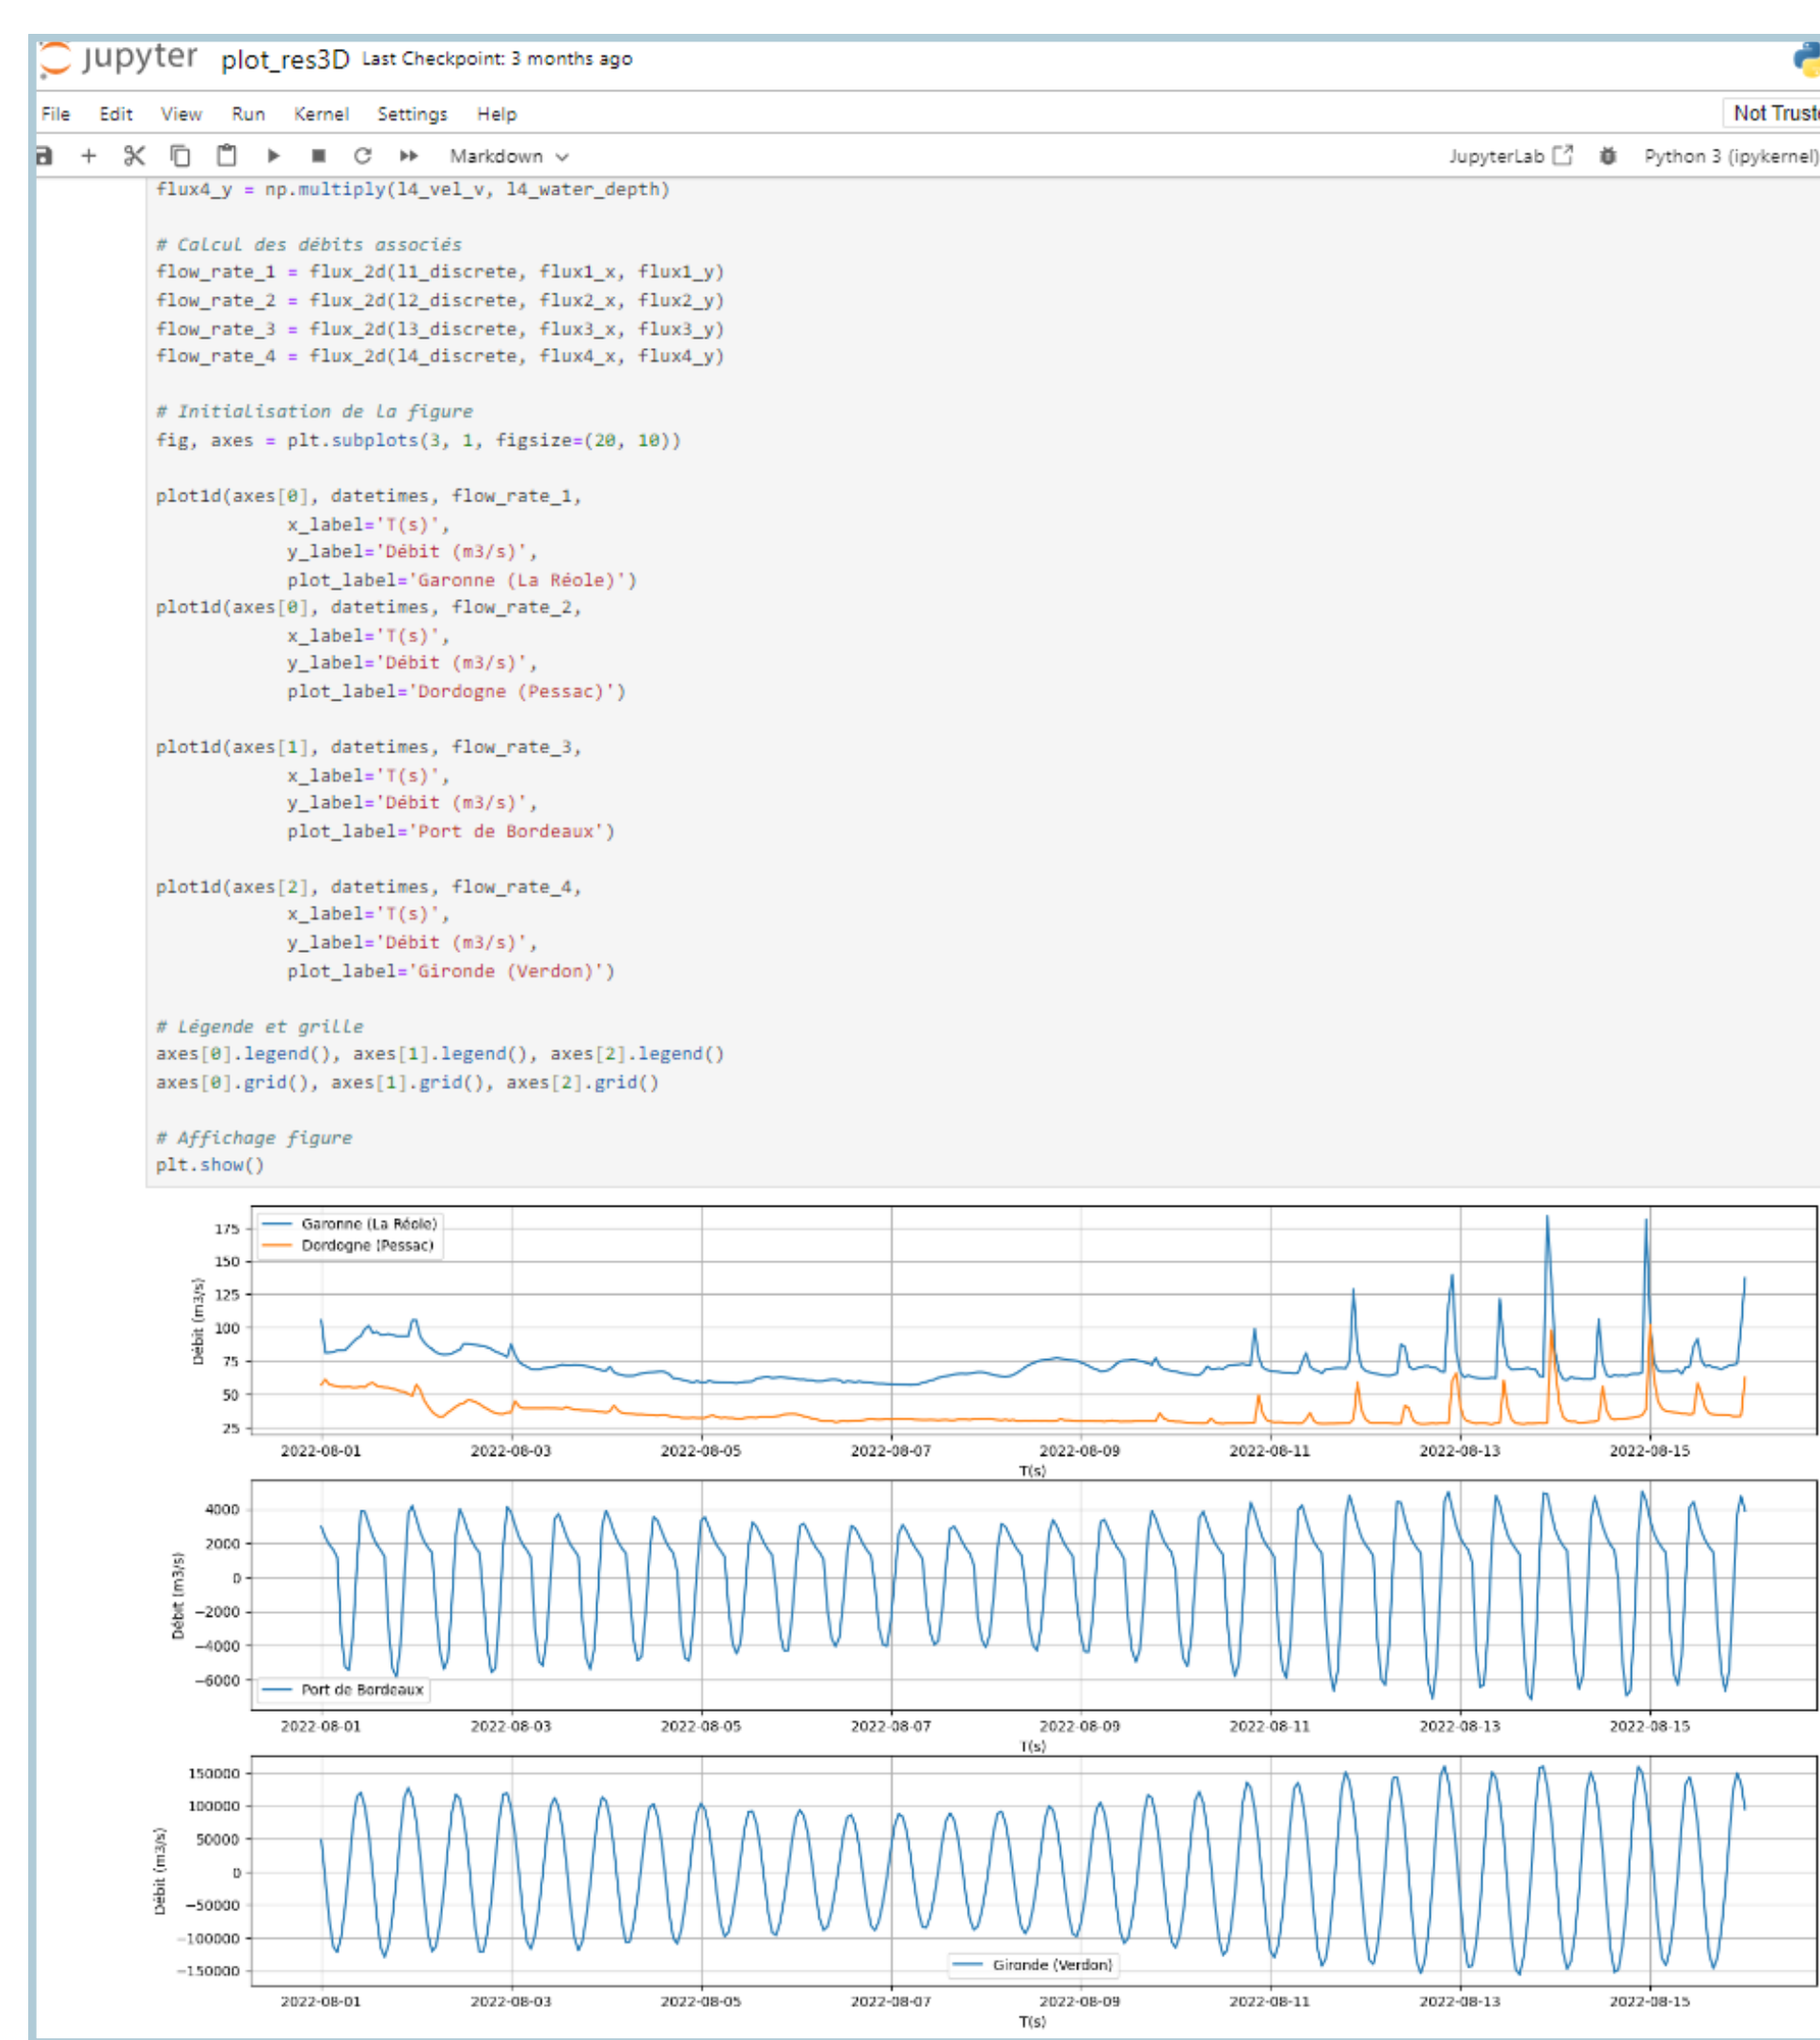 jupyter plot_res3D Last Checkpoint: 3 months ago
File Edit View Run Kernel Settings Help Not Truste
Markdown JupyterLab Python 3 (ipykernel)
flux4_y = np.multiply(l4_vel_v, l4_water_depth)
# Calcul des débits associés
flow_rate_1 = flux_2d(l1_discrete, flux1_x, flux1_y)
flow_rate_2 = flux_2d(l2_discrete, flux2_x, flux2_y)
flow_rate_3 = flux_2d(l3_discrete, flux3_x, flux3_y)
flow_rate_4 = flux_2d(l4_discrete, flux4_x, flux4_y)
# Initialisation de la figure
fig, axes = plt.subplots(3, 1, figsize=(20, 10))
plot1d(axes[0], datetimes, flow_rate_1,
x_label='T(s)',
y_label='Débit (m3/s)',
plot_label='Garonne (La Réole)')
plot1d(axes[0], datetimes, flow_rate_2,
x_label='T(s)',
y_label='Débit (m3/s)',
plot_label='Dordogne (Pessac)')
plot1d(axes[1], datetimes, flow_rate_3,
x_label='T(s)',
y_label='Débit (m3/s)',
plot_label='Port de Bordeaux')
plot1d(axes[2], datetimes, flow_rate_4,
x_label='T(s)',
y_label='Débit (m3/s)',
plot_label='Gironde (Verdon)')
# Légende et grille
axes[0].legend(), axes[1].legend(), axes[2].legend()
axes[0].grid(), axes[1].grid(), axes[2].grid()
# Affichage figure
plt.show()
Garonne (La Réole)
Dordogne (Pessac)
175
150
125
100
75
50
25
Débit (m3/s)
2022-08-01 2022-08-03 2022-08-05 2022-08-07 2022-08-09 2022-08-11 2022-08-13 2022-08-15
T(s)
4000
2000
0
−2000
−4000
−6000
Débit (m3/s)
Port de Bordeaux
2022-08-01 2022-08-03 2022-08-05 2022-08-07 2022-08-09 2022-08-11 2022-08-13 2022-08-15
T(s)
150000
100000
50000
0
−50000
−100000
−150000
Débit (m3/s)
Gironde (Verdon)
2022-08-01 2022-08-03 2022-08-05 2022-08-07 2022-08-09 2022-08-11 2022-08-13 2022-08-15
T(s)